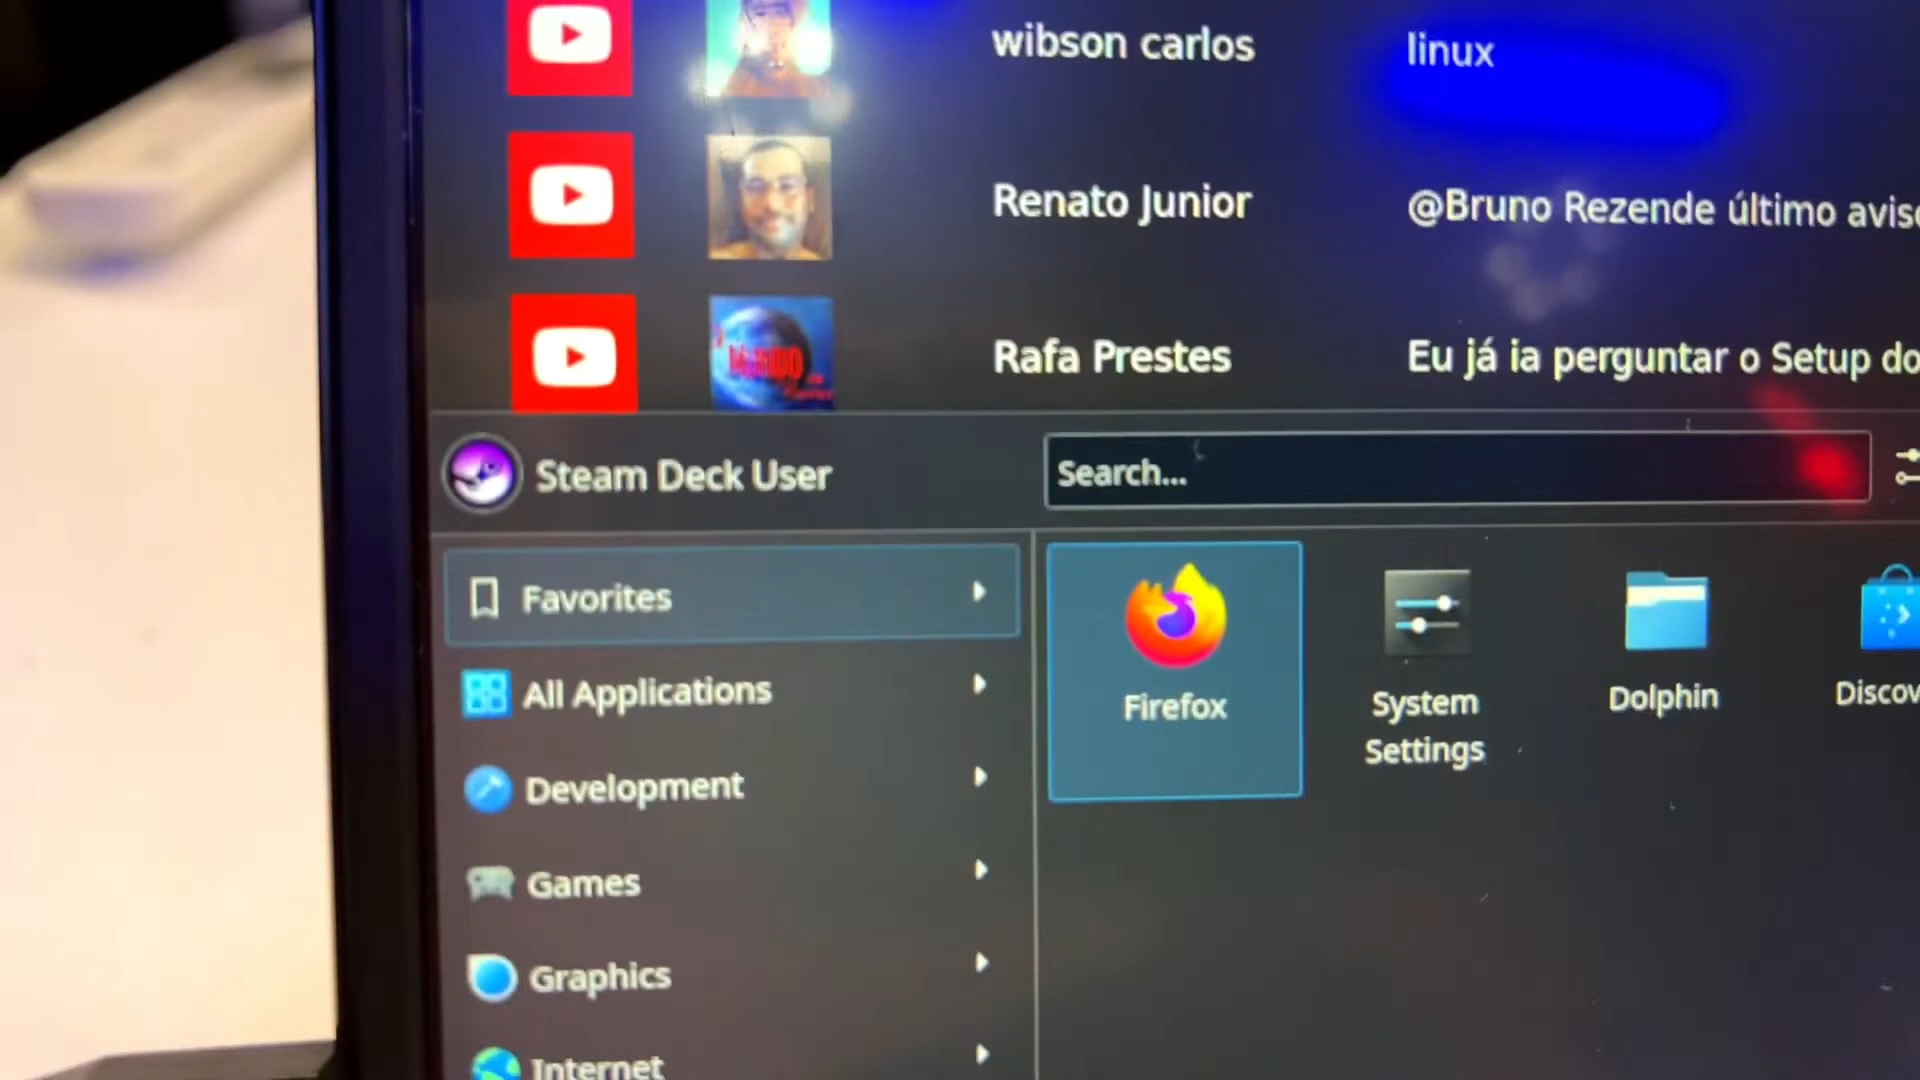 wibson carlos linux
Renato Junior @Bruno Rezende último aviso
Rafa Prestes Eu já ia perguntar o Setup do
Steam Deck User Search...
Favorites
All Applications
Development
Games
Graphics
Internet
Firefox
System
Settings
Dolphin
Discov